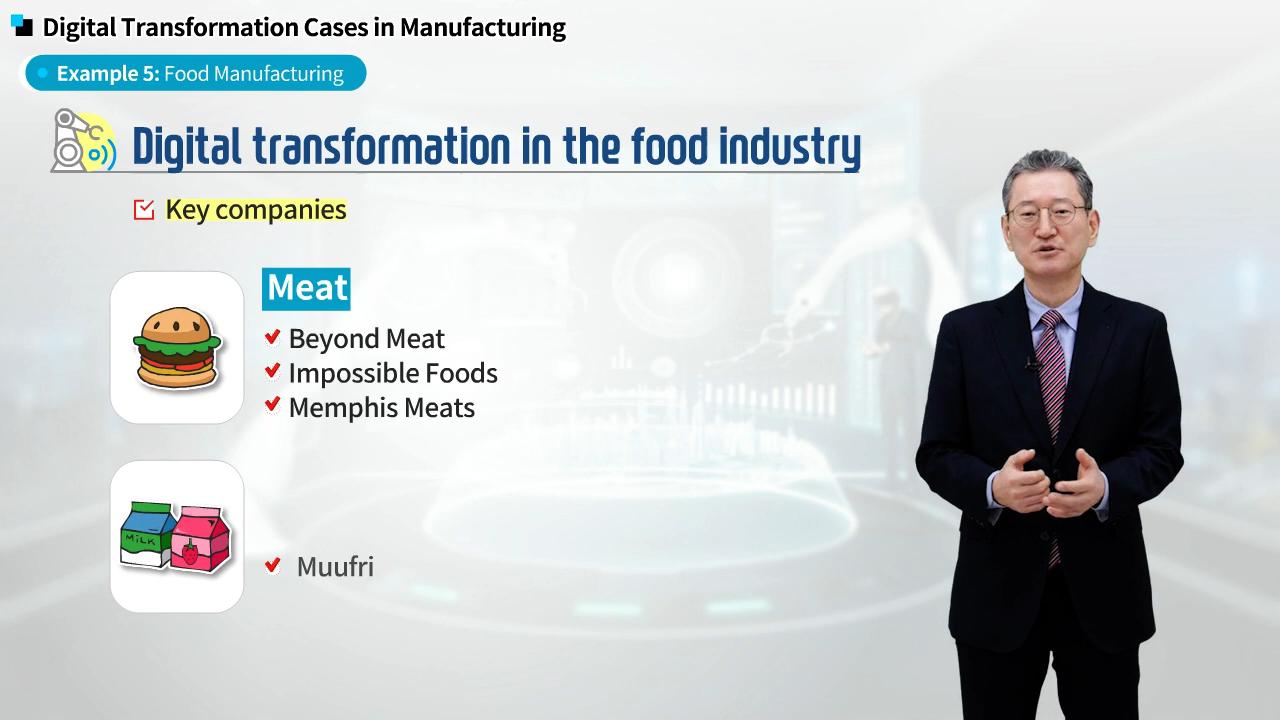 Digital Transformation Cases in Manufacturing
Example 5: Food Manufacturing
Digital transformation in the food industry
Key companies
Meat
Beyond Meat
Impossible Foods
Memphis Meats
MiLK
Muufri